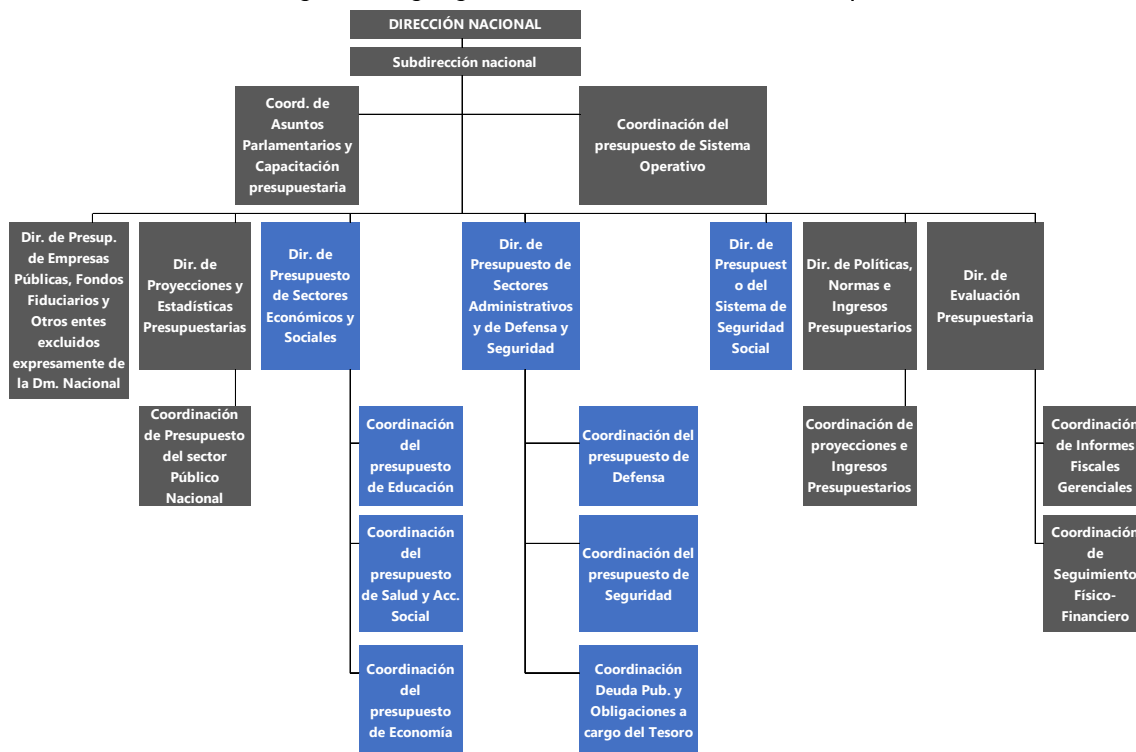 DIRECCIÓN NACIONAL
Subdirección nacional
Coord. de
Asuntos
Parlamentarios y
Capacitación
presupuestaria
Coordinación del
presupuesto de Sistema
Operativo
Dir. de Presup.
de Empresas
Públicas, Fondos
Fiduciarios y
Otros entes
excluidos
expresamente de
la Dm. Nacional
Dir. de
Proyecciones y
Estadísticas
Presupuestarias
Dir. de
Presupuesto
de Sectores
Económicos y
Sociales
Dir. de
Presupuesto de
Sectores
Administrativos
y de Defensa y
Seguridad
Dir. de
Presupuest
o del
Sistema de
Seguridad
Social
Dir. de Políticas,
Normas e
Ingresos
Presupuestarios
Dir. de
Evaluación
Presupuestaria
Coordinación
de Presupuesto
del sector
Público
Nacional
Coordinación
del
presupuesto
de Educación
Coordinación del
presupuesto de
Defensa
Coordinación de
proyecciones e
Ingresos
Presupuestarios
Coordinación
de Informes
Fiscales
Gerenciales
Coordinación
del
presupuesto
de Salud y Acc.
Social
Coordinación del
presupuesto de
Seguridad
Coordinación
de
Seguimiento
Físico-
Financiero
Coordinación
del
presupuesto
de Economía
Coordinación
Deuda Pub. y
Obligaciones a
cargo del Tesoro